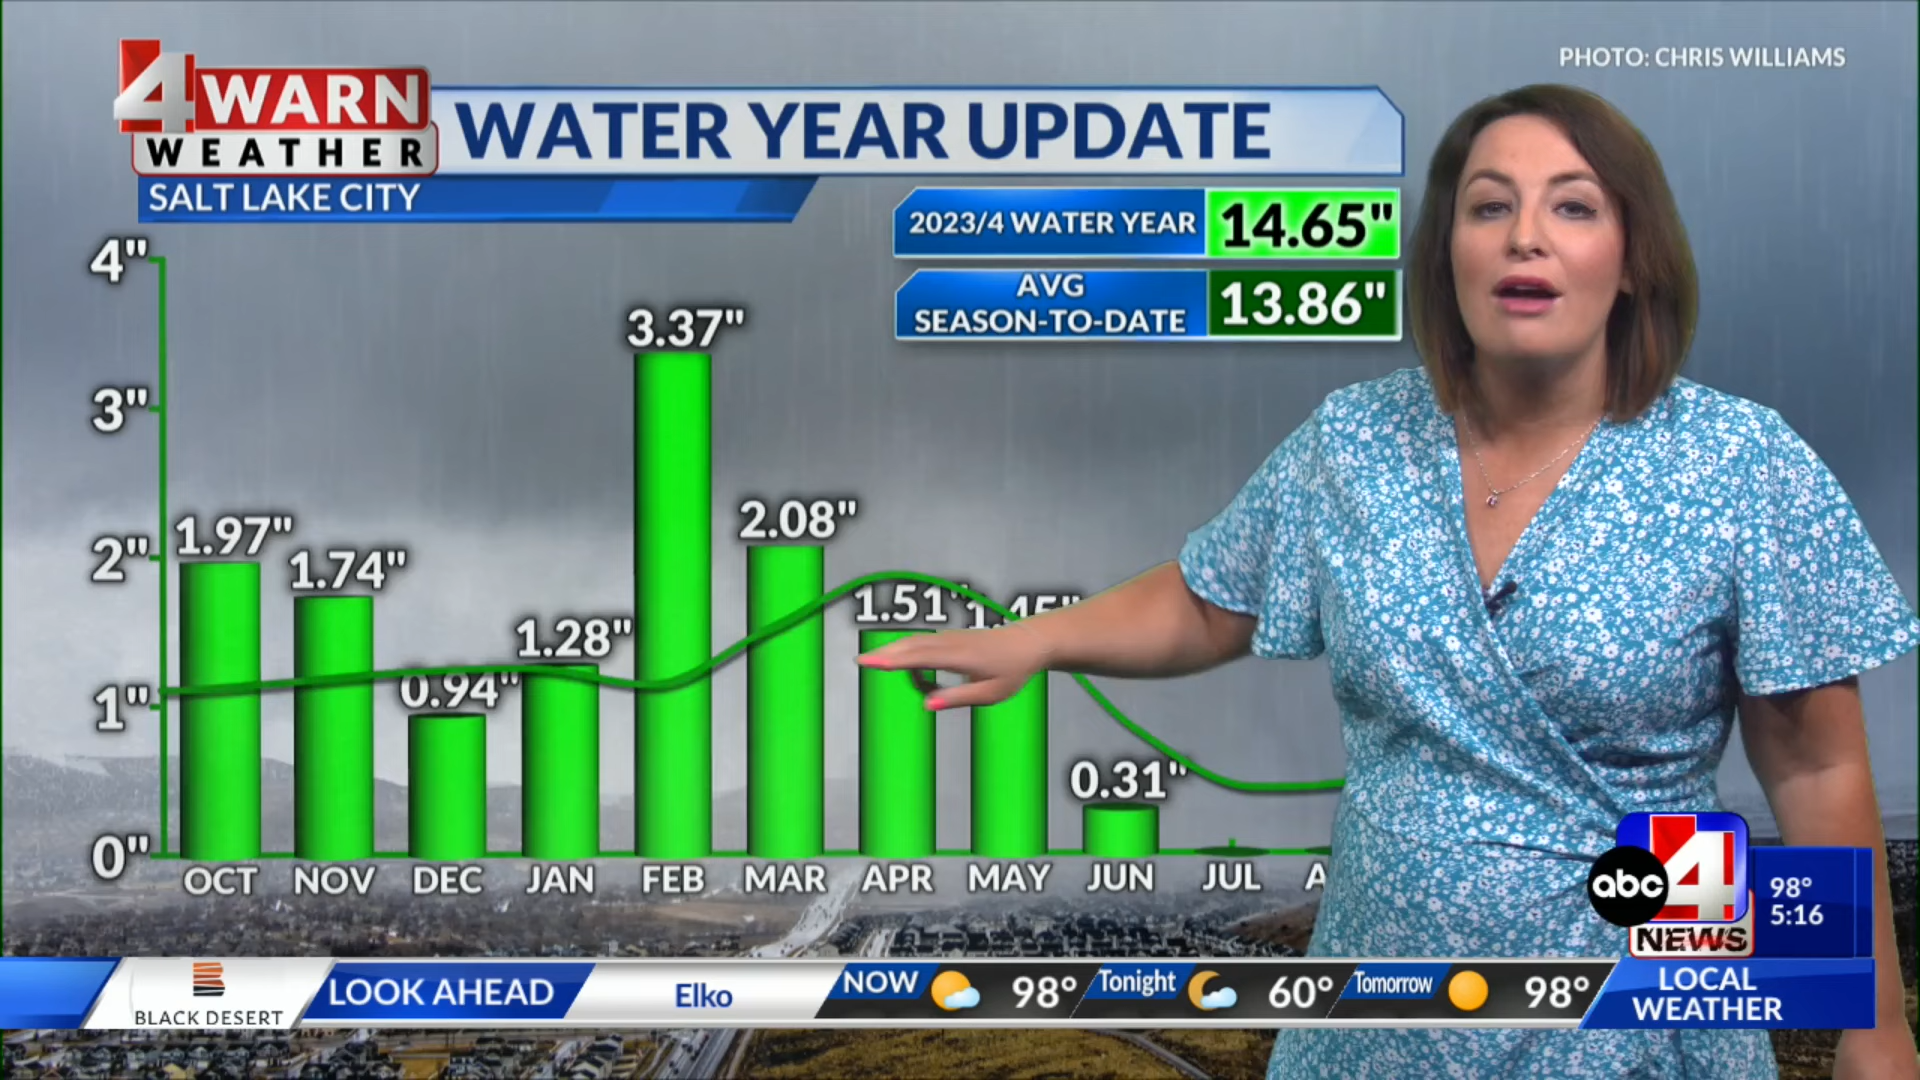 PHOTO: CHRIS WILLIAMS
4WARN
WEATHER
WATER YEAR UPDATE
SALT LAKE CITY
2023/4 WATER YEAR 14.65"
AVG
SEASON-TO-DATE 13.86"
4"
3"
2"
1"
0"
1.97"
1.74"
0.94"
1.28"
3.37"
2.08"
1.51"
1.45"
0.31"
OCT NOV DEC JAN FEB MAR APR MAY JUN JUL A
abc 4
NEWS
98°
5:16
BLACK DESERT
LOOK AHEAD
Elko
NOW 98°
Tonight 60°
Tomorrow 98°
LOCAL
WEATHER